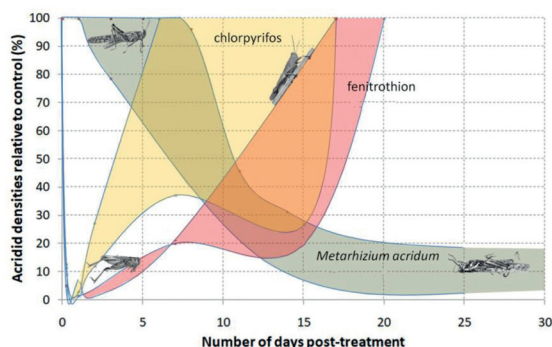 Acridid densities relative to control (%)
100
90
80
70
60
50
40
30
20
10
0
chlorpyrifos
fenitrothion
Metarhizium acridum
0 5 10 15 20 25 30
Number of days post-treatment